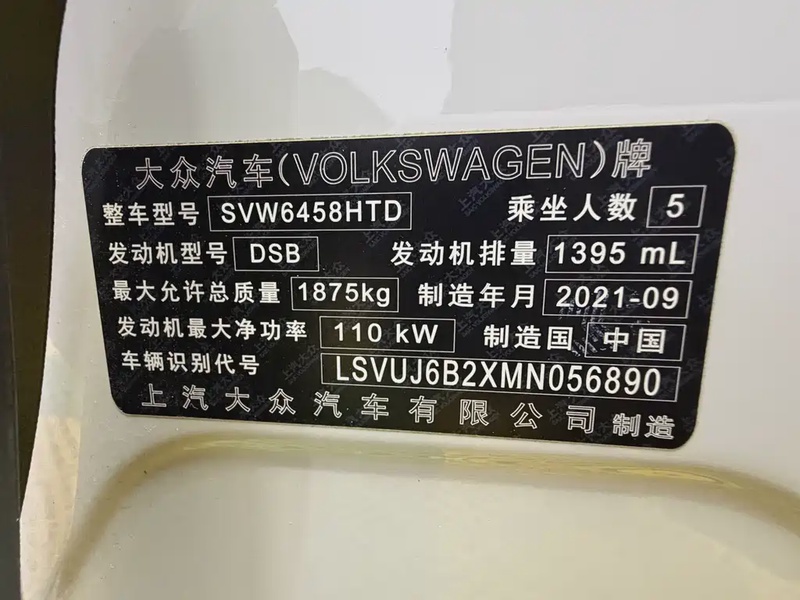 大众汽车(VOLKSWAGEN)牌
整车型号 SVW6458HTD 乘坐人数 5
发动机型号 DSB 发动机排量 1395 mL
最大允许总质量 1875kg 制造年月 2021-09
发动机最大净功率 110 kW 制造国 中国
车辆识别代号 LSVUJ6B2XMN056890
上汽大众汽车有限公司 制造